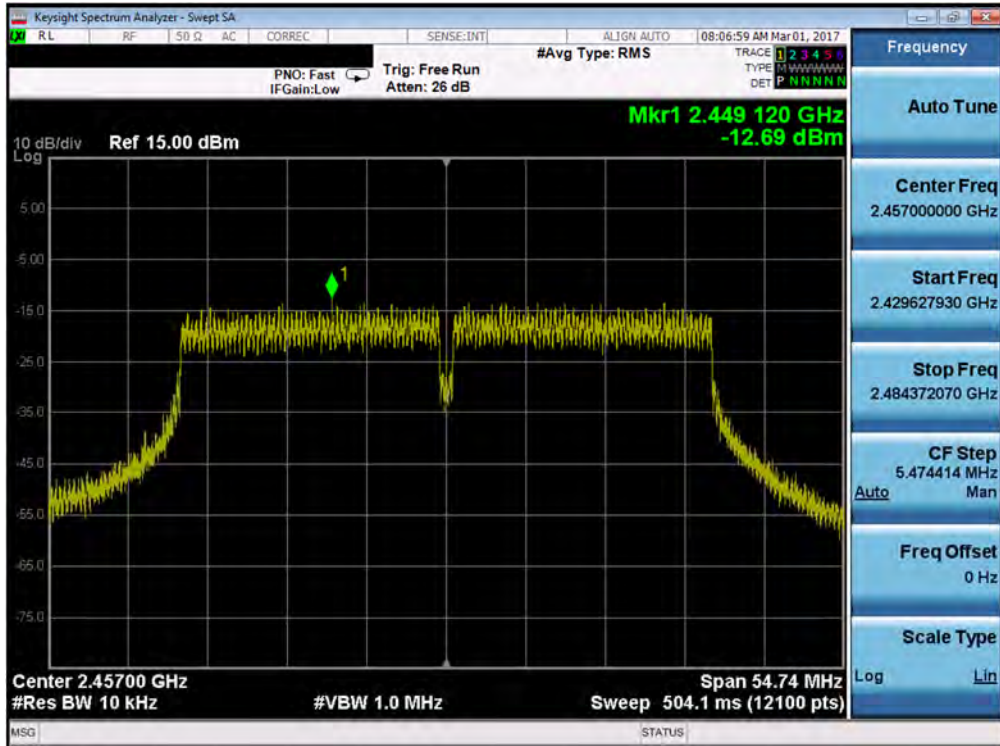 Keysight Spectrum Analyzer - Swept SA
LXI RL RF 50 Ω AC CORREC SENSE:INT ALIGN AUTO 08:06:59 AM Mar 01, 2017
#Avg Type: RMS
TRACE 1 2 3 4 5 6
TYPE M WWWWW
DET P N N N N N
PNO: Fast
IFGain:Low
Trig: Free Run
Atten: 26 dB
Mkr1 2.449 120 GHz
-12.69 dBm
10 dB/div
Log
Ref 15.00 dBm
5.00
-5.00
-15.0
-25.0
-35.0
-45.0
-55.0
-65.0
-75.0
1
Center 2.45700 GHz
Span 54.74 MHz
#Res BW 10 kHz
#VBW 1.0 MHz
Sweep 504.1 ms (12100 pts)
MSG
STATUS
Frequency
Auto Tune
Center Freq
2.457000000 GHz
Start Freq
2.429627930 GHz
Stop Freq
2.484372070 GHz
CF Step
5.474414 MHz
Auto Man
Freq Offset
0 Hz
Scale Type
Log Lin